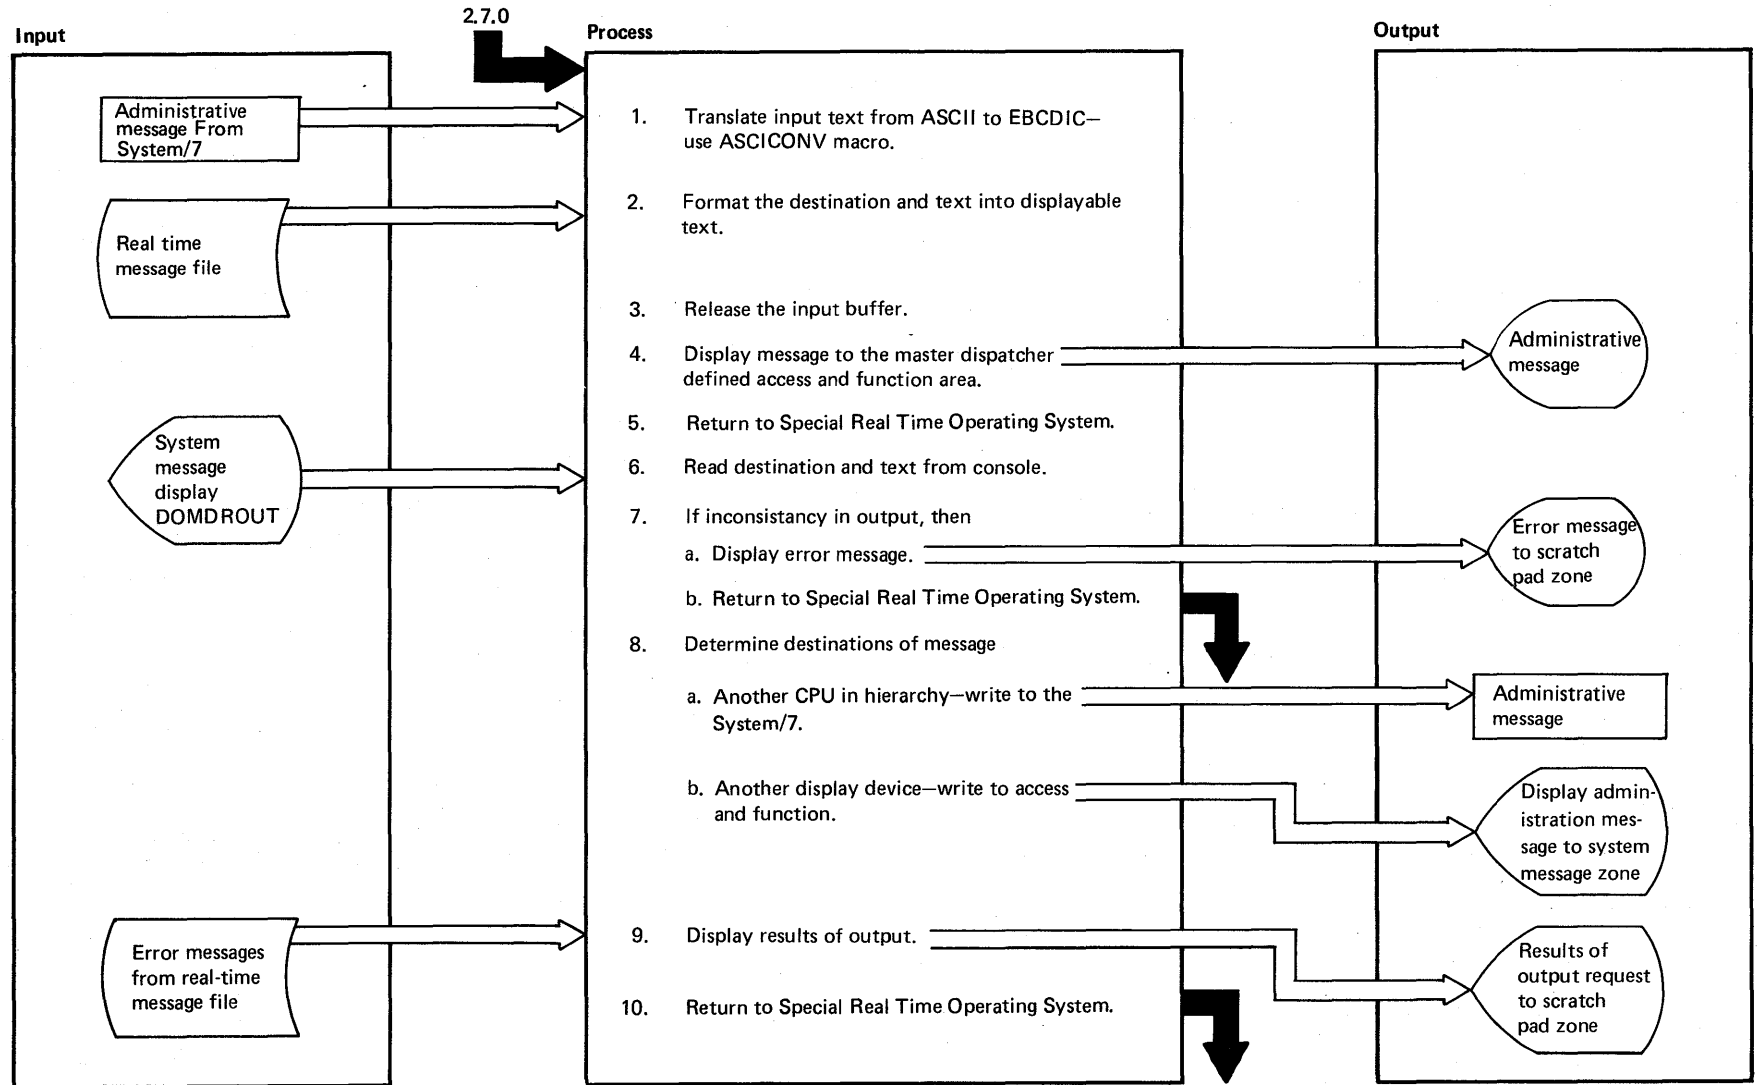 2.7.0
Input
Process
Output
Administrative
message From
System/7
Real time
message file
System
message
display
DOMDROUT
Error messages
from real-time
message file
1. Translate input text from ASCII to EBCDIC—
use ASCICONV macro.
2. Format the destination and text into displayable
text.
3. Release the input buffer.
4. Display message to the master dispatcher
defined access and function area.
5. Return to Special Real Time Operating System.
6. Read destination and text from console.
7. If inconsistancy in output, then
a. Display error message.
b. Return to Special Real Time Operating System.
8. Determine destinations of message
a. Another CPU in hierarchy—write to the
System/7.
b. Another display device—write to access
and function.
9. Display results of output.
10. Return to Special Real Time Operating System.
Administrative
message
Error message
to scratch
pad zone
Administrative
message
Display admin-
istration mes-
sage to system
message zone
Results of
output request
to scratch
pad zone